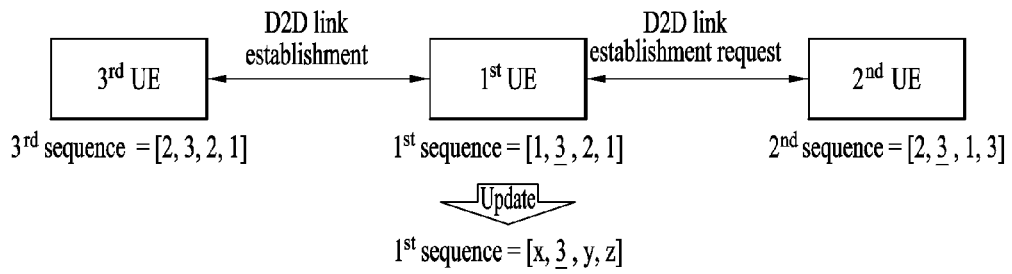 D2D link establishment
D2D link establishment request
3rd UE
1st UE
2nd UE
3rd sequence = [2, 3, 2, 1]
1st sequence = [1, 3, 2, 1]
2nd sequence = [2, 3, 1, 3]
Update
1st sequence = [x, 3, y, z]